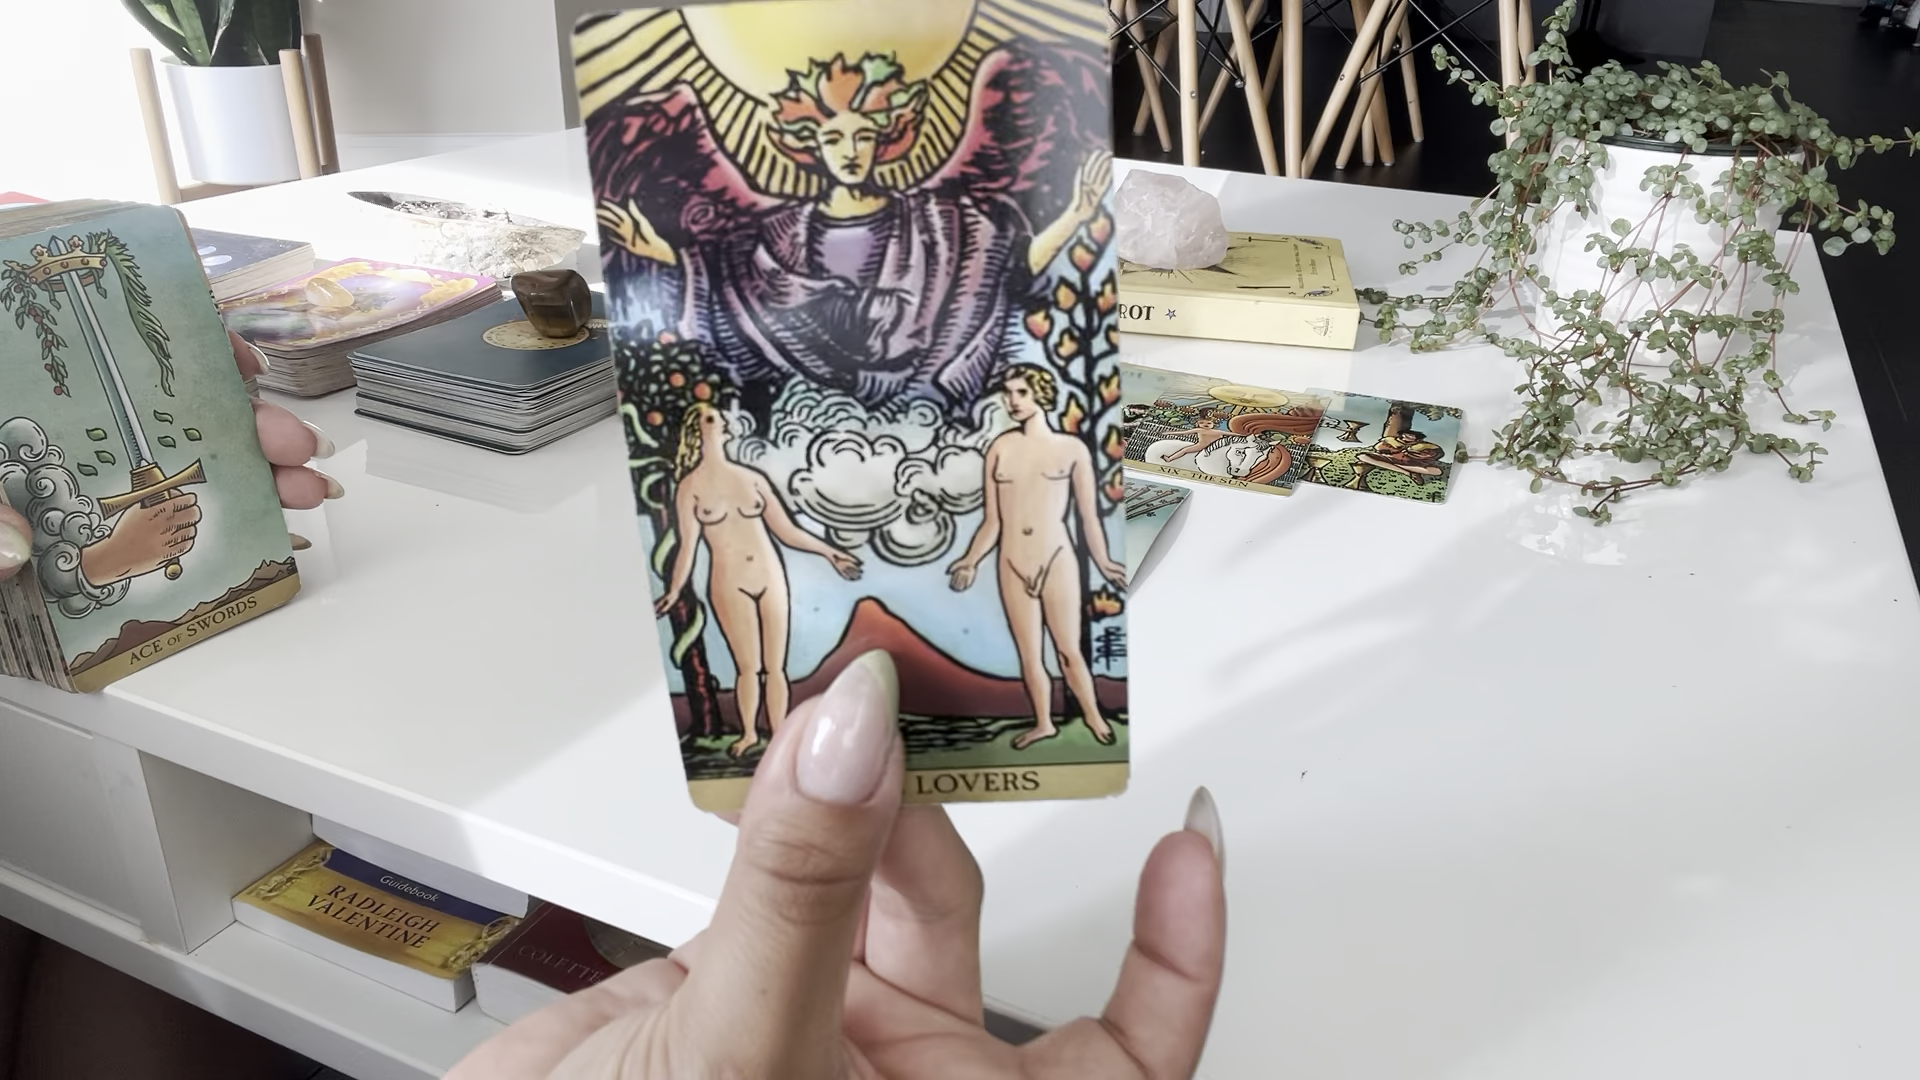 LOVERS
ACE OF SWORDS
ROT
XIX · THE SUN
Guidebook
RADLEIGH
VALENTINE
COLETTE